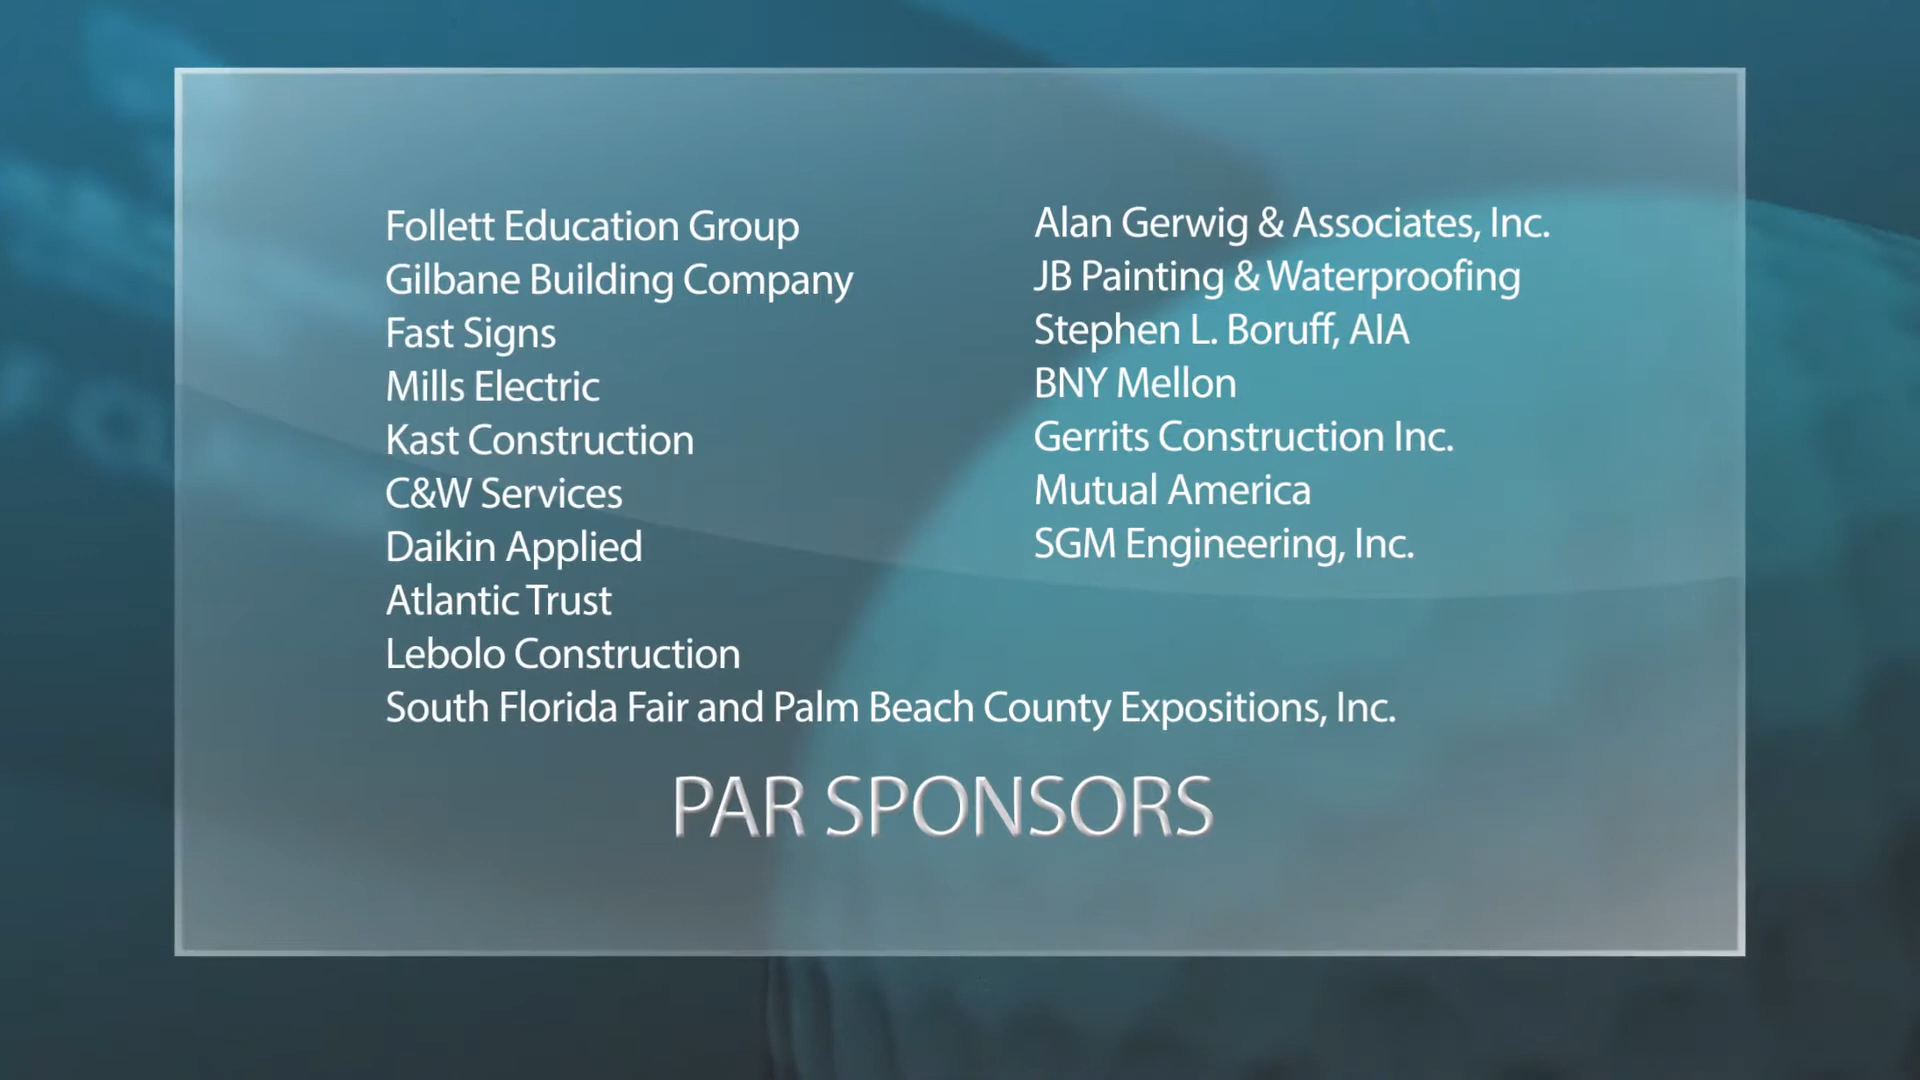 Follett Education Group
Gilbane Building Company
Fast Signs
Mills Electric
Kast Construction
C&W Services
Daikin Applied
Atlantic Trust
Lebolo Construction
South Florida Fair and Palm Beach County Expositions, Inc.
Alan Gerwig & Associates, Inc.
JB Painting & Waterproofing
Stephen L. Boruff, AIA
BNY Mellon
Gerrits Construction Inc.
Mutual America
SGM Engineering, Inc.
PAR SPONSORS